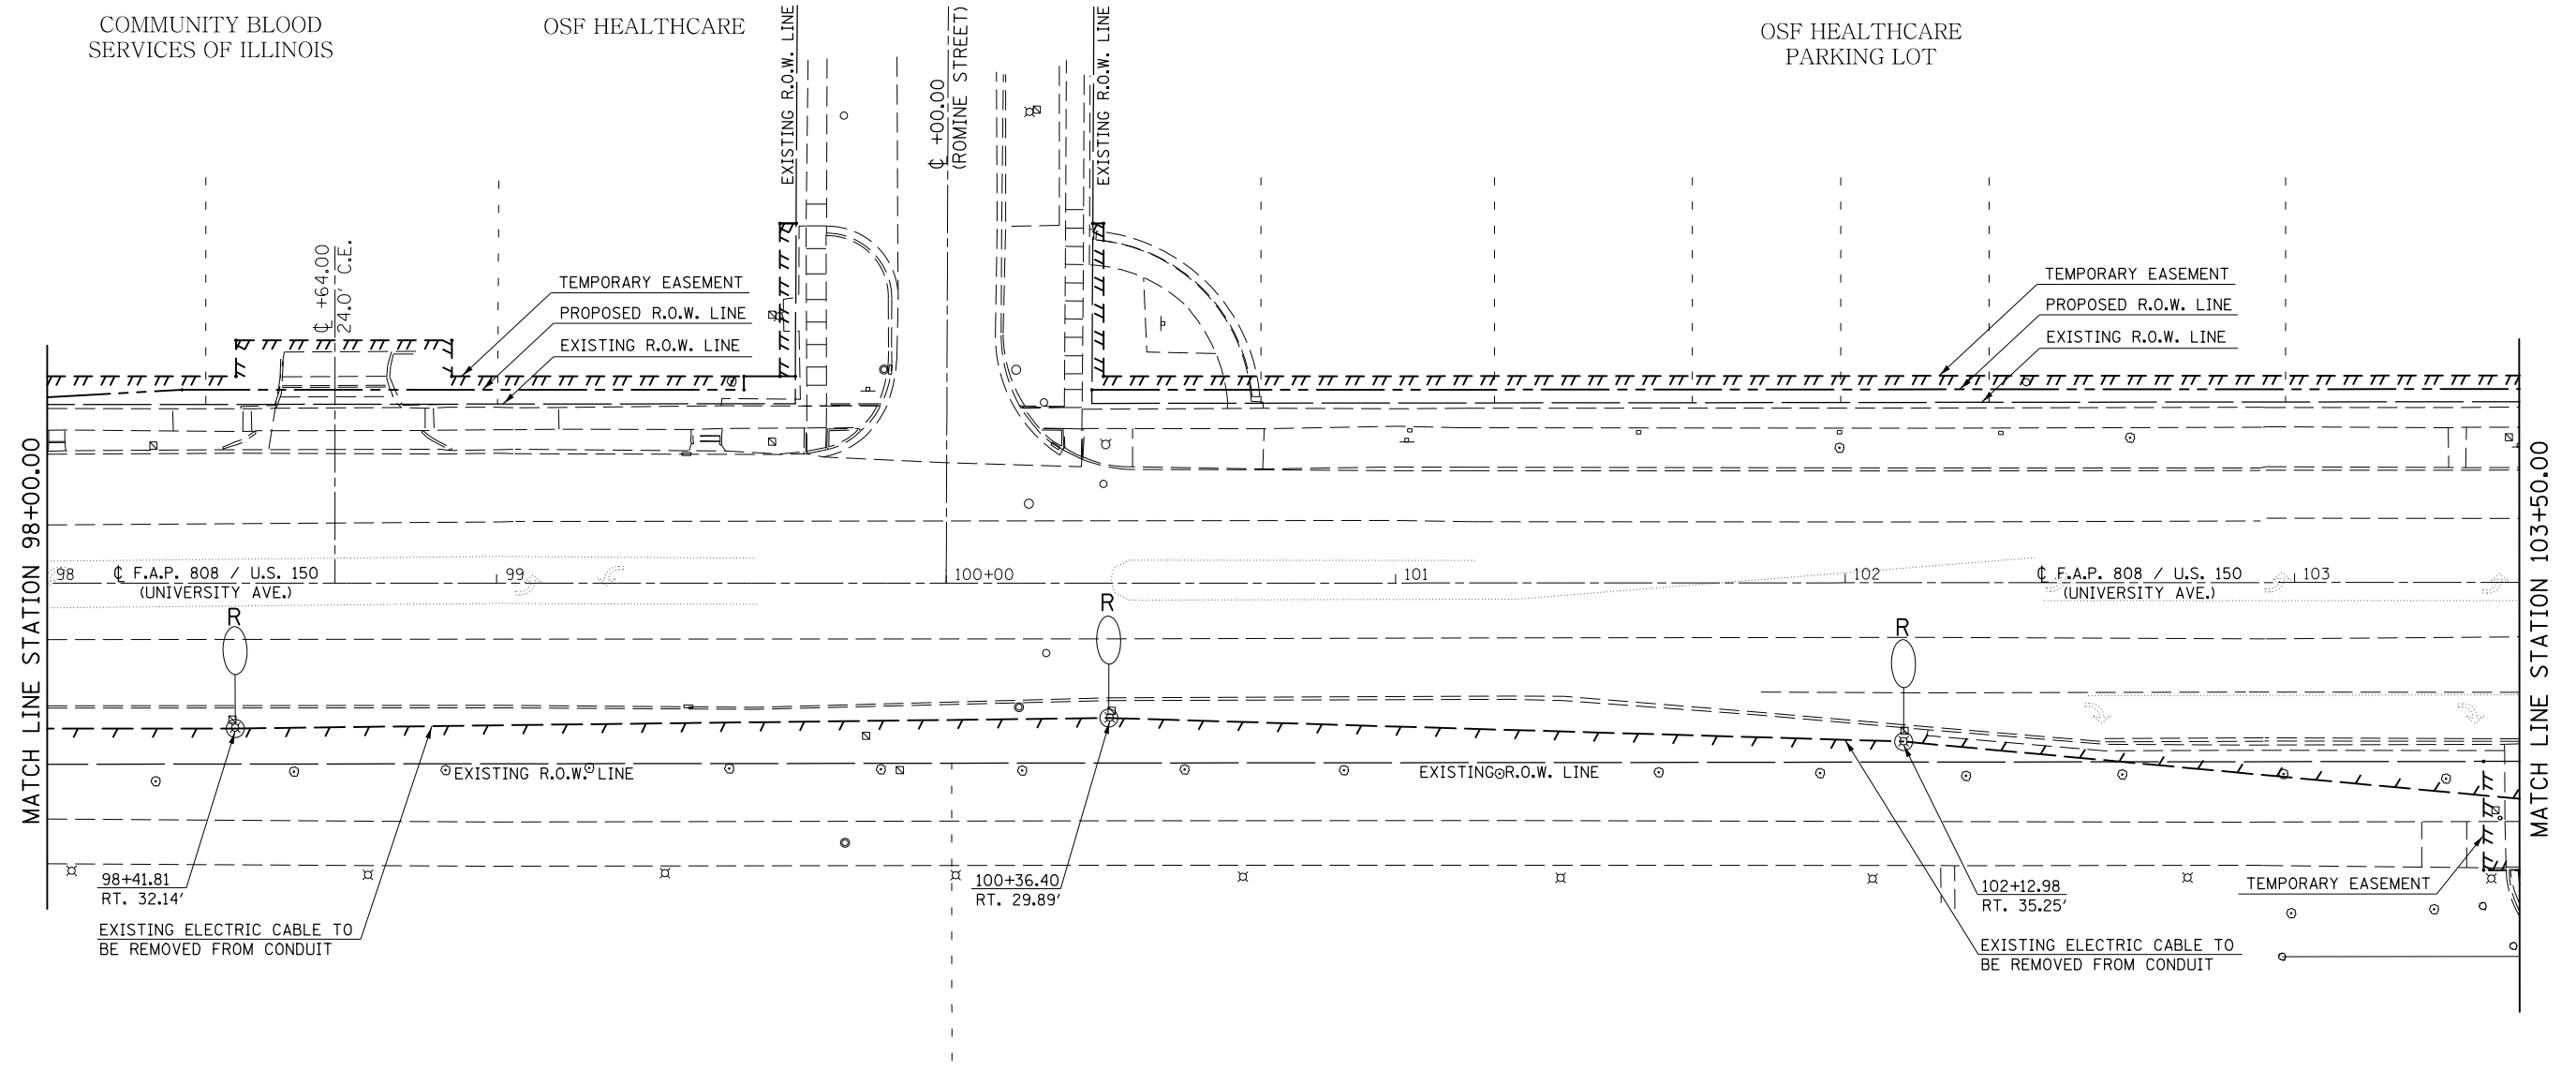 COMMUNITY BLOOD
SERVICES OF ILLINOIS
OSF HEALTHCARE
EXISTING R.O.W. LINE
℄ +00.00
(ROMINE STREET)
EXISTING R.O.W. LINE
OSF HEALTHCARE
PARKING LOT
℄ +64.00
24.0' C.E.
TEMPORARY EASEMENT
PROPOSED R.O.W. LINE
EXISTING R.O.W. LINE
TEMPORARY EASEMENT
PROPOSED R.O.W. LINE
EXISTING R.O.W. LINE
MATCH LINE STATION 98+00.00
98
℄ F.A.P. 808 / U.S. 150
(UNIVERSITY AVE.)
99
100+00
101
102
℄ F.A.P. 808 / U.S. 150
(UNIVERSITY AVE.)
103
MATCH LINE STATION 103+50.00
R
R
R
EXISTING R.O.W. LINE
EXISTING R.O.W. LINE
98+41.81
RT. 32.14'
EXISTING ELECTRIC CABLE TO
BE REMOVED FROM CONDUIT
100+36.40
RT. 29.89'
102+12.98
RT. 35.25'
TEMPORARY EASEMENT
EXISTING ELECTRIC CABLE TO
BE REMOVED FROM CONDUIT